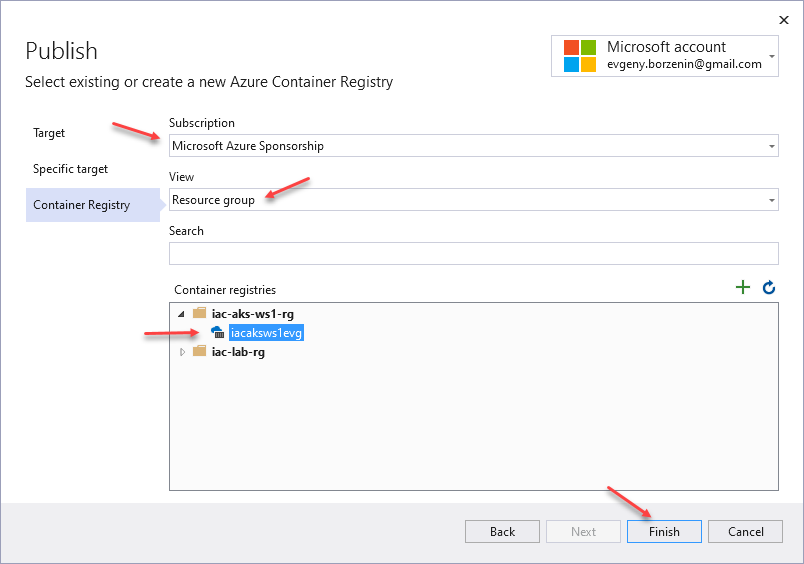 Publish
Select existing or create a new Azure Container Registry
Microsoft account
evgeny.borzenin@gmail.com
Target
Specific target
Container Registry
Subscription
Microsoft Azure Sponsorship
View
Resource group
Search
Container registries
iac-aks-ws1-rg
iacaksws1evg
iac-lab-rg
Back
Next
Finish
Cancel